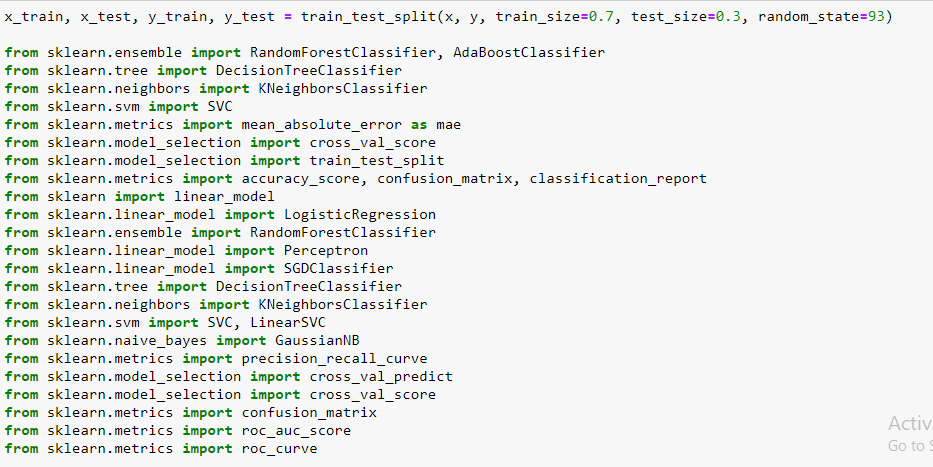 x_train, x_test, y_train, y_test = train_test_split(x, y, train_size=0.7, test_size=0.3, random_state=93)
from sklearn.ensemble import RandomForestClassifier, AdaBoostClassifier
from sklearn.tree import DecisionTreeClassifier
from sklearn.neighbors import KNeighborsClassifier
from sklearn.svm import SVC
from sklearn.metrics import mean_absolute_error as mae
from sklearn.model_selection import cross_val_score
from sklearn.model_selection import train_test_split
from sklearn.metrics import accuracy_score, confusion_matrix, classification_report
from sklearn import linear_model
from sklearn.linear_model import LogisticRegression
from sklearn.ensemble import RandomForestClassifier
from sklearn.linear_model import Perceptron
from sklearn.linear_model import SGDClassifier
from sklearn.tree import DecisionTreeClassifier
from sklearn.neighbors import KNeighborsClassifier
from sklearn.svm import SVC, LinearSVC
from sklearn.naive_bayes import GaussianNB
from sklearn.metrics import precision_recall_curve
from sklearn.model_selection import cross_val_predict
from sklearn.model_selection import cross_val_score
from sklearn.metrics import confusion_matrix
from sklearn.metrics import roc_auc_score
from sklearn.metrics import roc_curve
Activ
Go to S